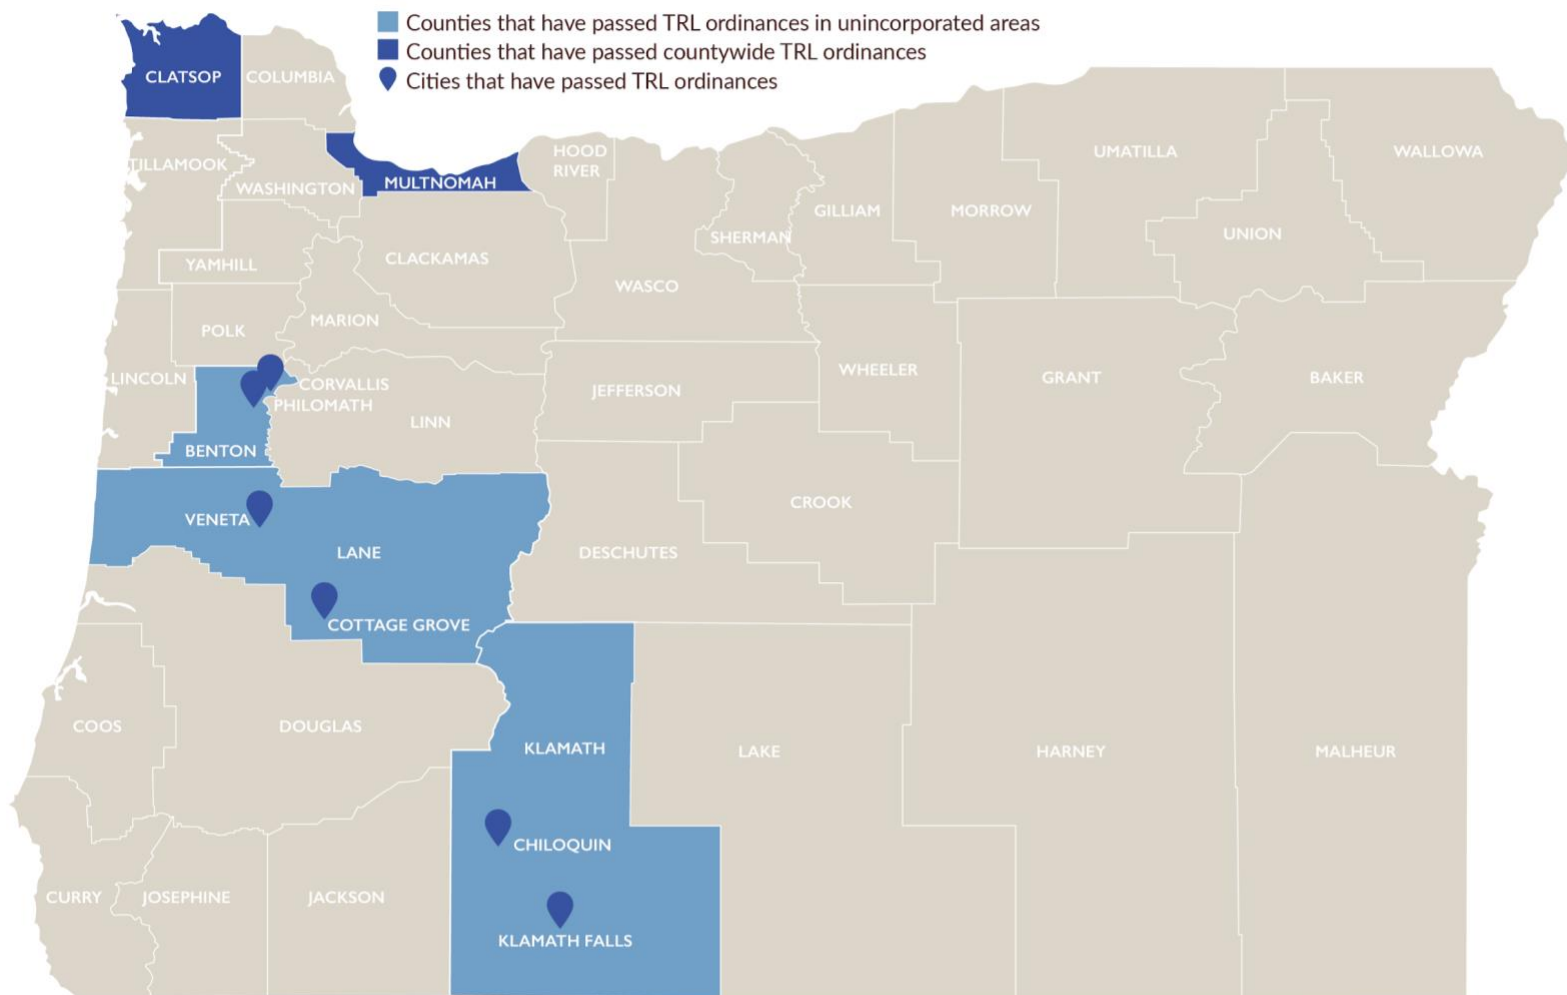 Counties that have passed TRL ordinances in unincorporated areas
Counties that have passed countywide TRL ordinances
Cities that have passed TRL ordinances
CLATSOP
COLUMBIA
TILLAMOOK
WASHINGTON
MULTNOMAH
HOOD
RIVER
UMATILLA
WALLOWA
YAMHILL
CLACKAMAS
SHERMAN
GILLIAM
MORROW
UNION
WASCO
POLK
MARION
LINCOLN
CORVALLIS
PHILOMATH
LINN
BENTON
JEFFERSON
WHEELER
GRANT
BAKER
VENETA
LANE
COTTAGE GROVE
DESCHUTES
CROOK
COOS
DOUGLAS
KLAMATH
LAKE
HARNEY
MALHEUR
CHILOQUIN
CURRY
JOSEPHINE
JACKSON
KLAMATH FALLS